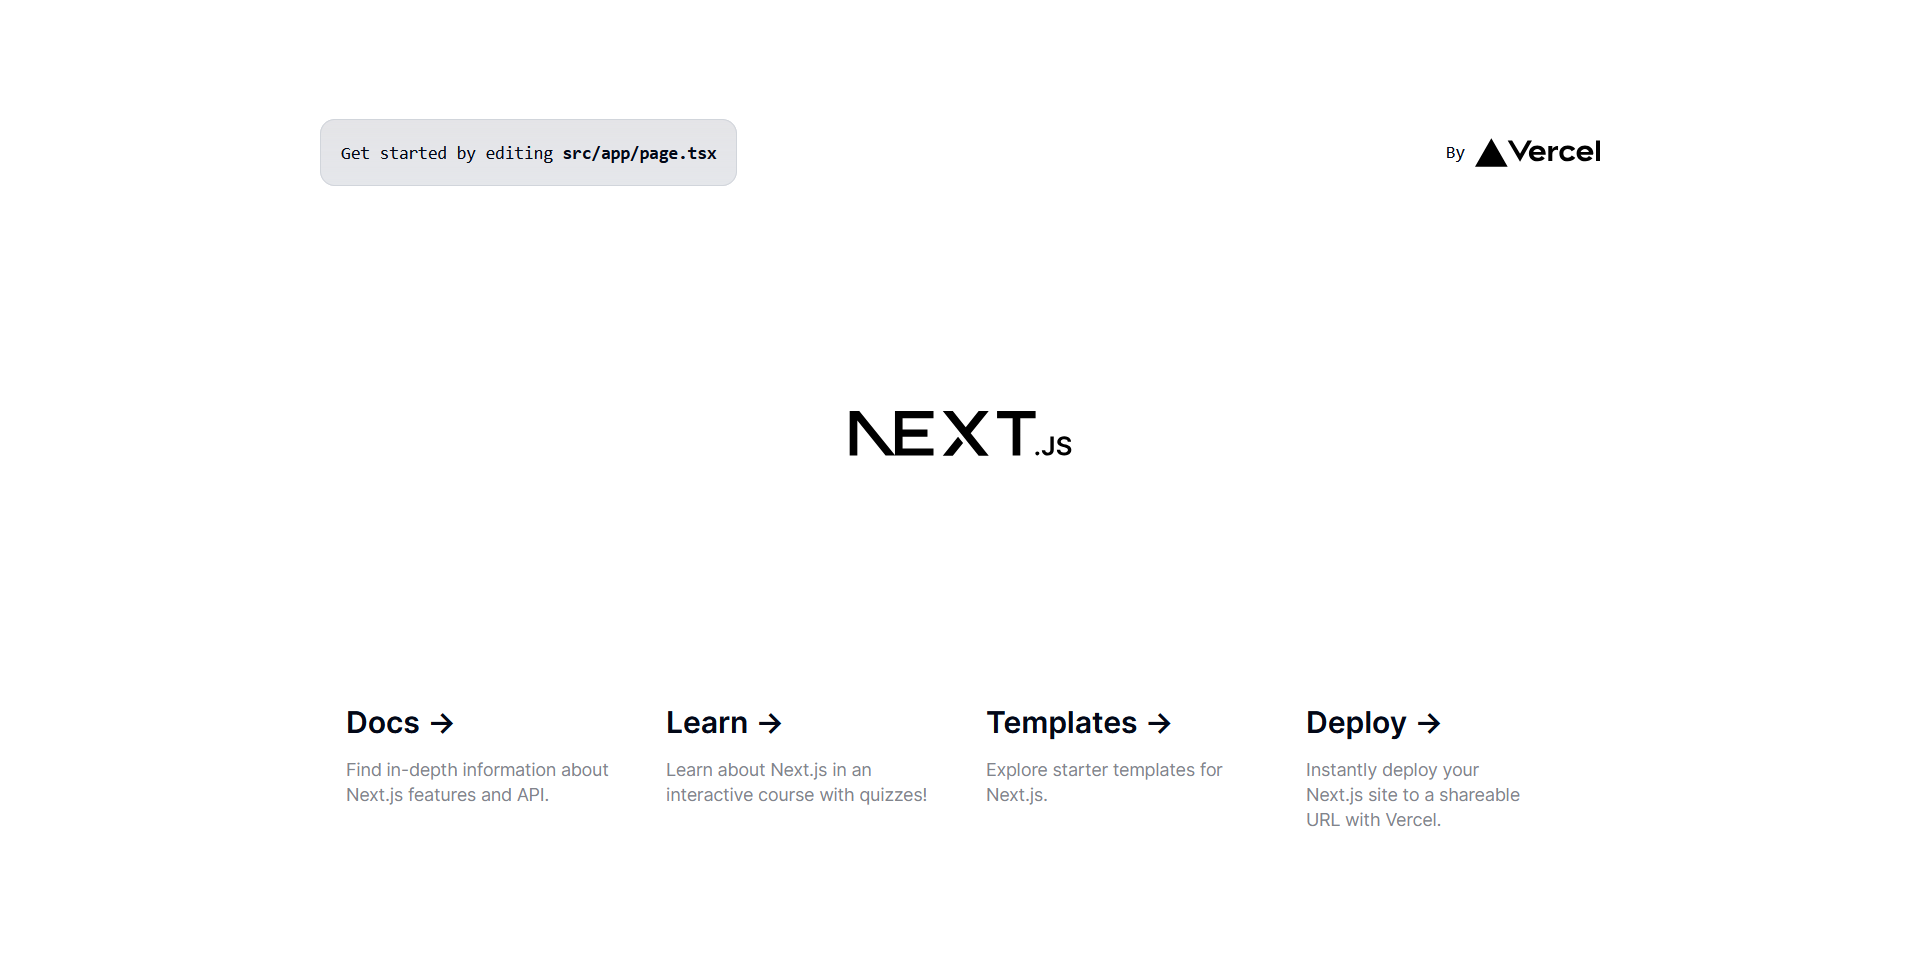 Get started by editing src/app/page.tsx
By ▲Vercel
NEXT.JS
Docs →
Find in-depth information about
Next.js features and API.
Learn →
Learn about Next.js in an
interactive course with quizzes!
Templates →
Explore starter templates for
Next.js.
Deploy →
Instantly deploy your
Next.js site to a shareable
URL with Vercel.